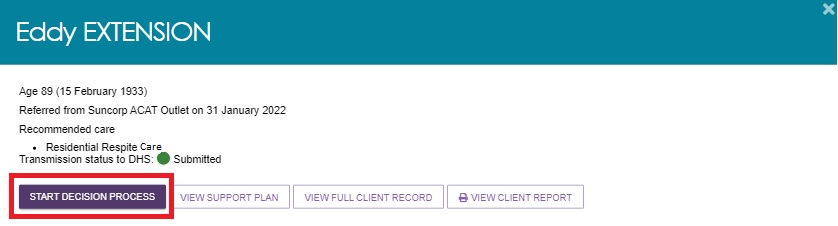 Eddy EXTENSION
Age 89 (15 February 1933)
Referred from Suncorp ACAT Outlet on 31 January 2022
Recommended care
• Residential Respite Care
Transmission status to DHS: Submitted
START DECISION PROCESS VIEW SUPPORT PLAN VIEW FULL CLIENT RECORD VIEW CLIENT REPORT